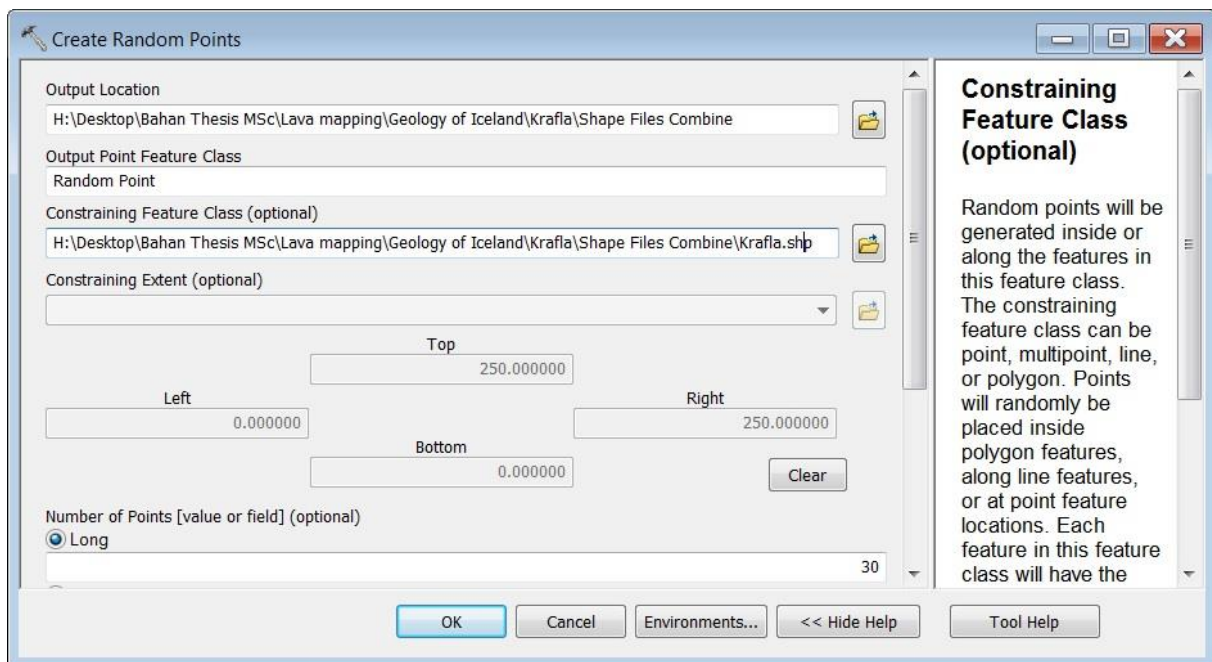 Create Random Points
Output Location
H:\Desktop\Bahan Thesis MSc\Lava mapping\Geology of Iceland\Krafla\Shape Files Combine
Output Point Feature Class
Random Point
Constraining Feature Class (optional)
H:\Desktop\Bahan Thesis MSc\Lava mapping\Geology of Iceland\Krafla\Shape Files Combine\Krafla.shp
Constraining Extent (optional)
Top
250.000000
Left
Right
0.000000
250.000000
Bottom
0.000000
Clear
Number of Points [value or field] (optional)
Long
30
Constraining
Feature Class
(optional)
Random points will be
generated inside or
along the features in
this feature class.
The constraining
feature class can be
point, multipoint, line,
or polygon. Points
will randomly be
placed inside
polygon features,
along line features,
or at point feature
locations. Each
feature in this feature
class will have the
OK
Cancel
Environments...
<< Hide Help
Tool Help